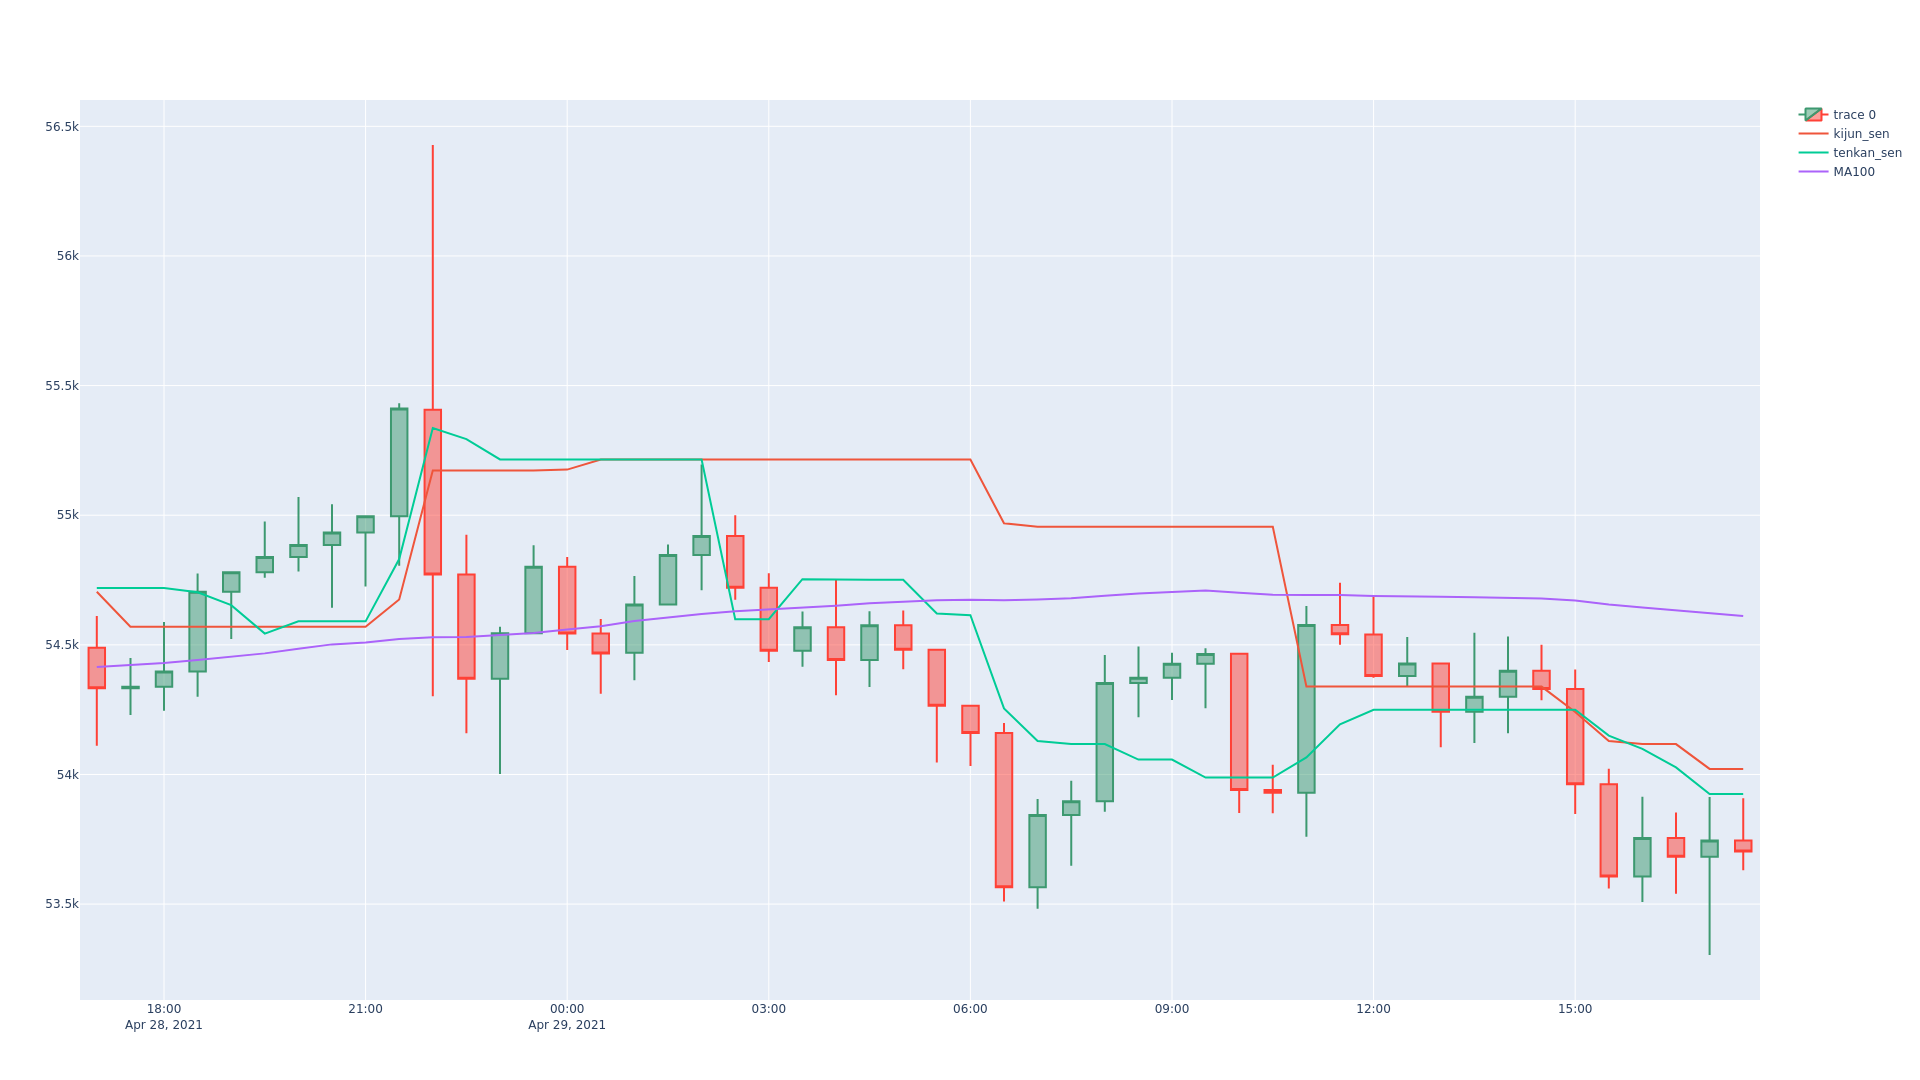 56.5k
56k
55.5k
55k
54.5k
54k
53.5k
18:00
Apr 28, 2021
21:00
00:00
Apr 29, 2021
03:00
06:00
09:00
12:00
15:00
trace 0
kijun_sen
tenkan_sen
MA100